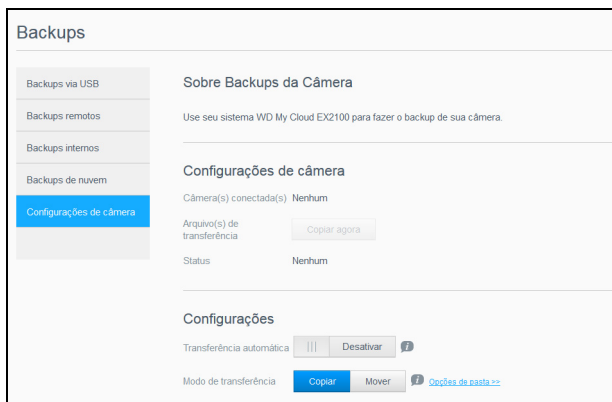 Backups
Backups via USB
Backups remotos
Backups internos
Backups de nuvem
Configurações de câmera
Sobre Backups da Câmera
Use seu sistema WD My Cloud EX2100 para fazer o backup de sua câmera.
Configurações de câmera
Câmera(s) conectada(s) Nenhum
Arquivo(s) de
transferência
Copiar agora
Status Nenhum
Configurações
Transferência automática Desativar i
Modo de transferência Copiar Mover i Opções de pasta >>